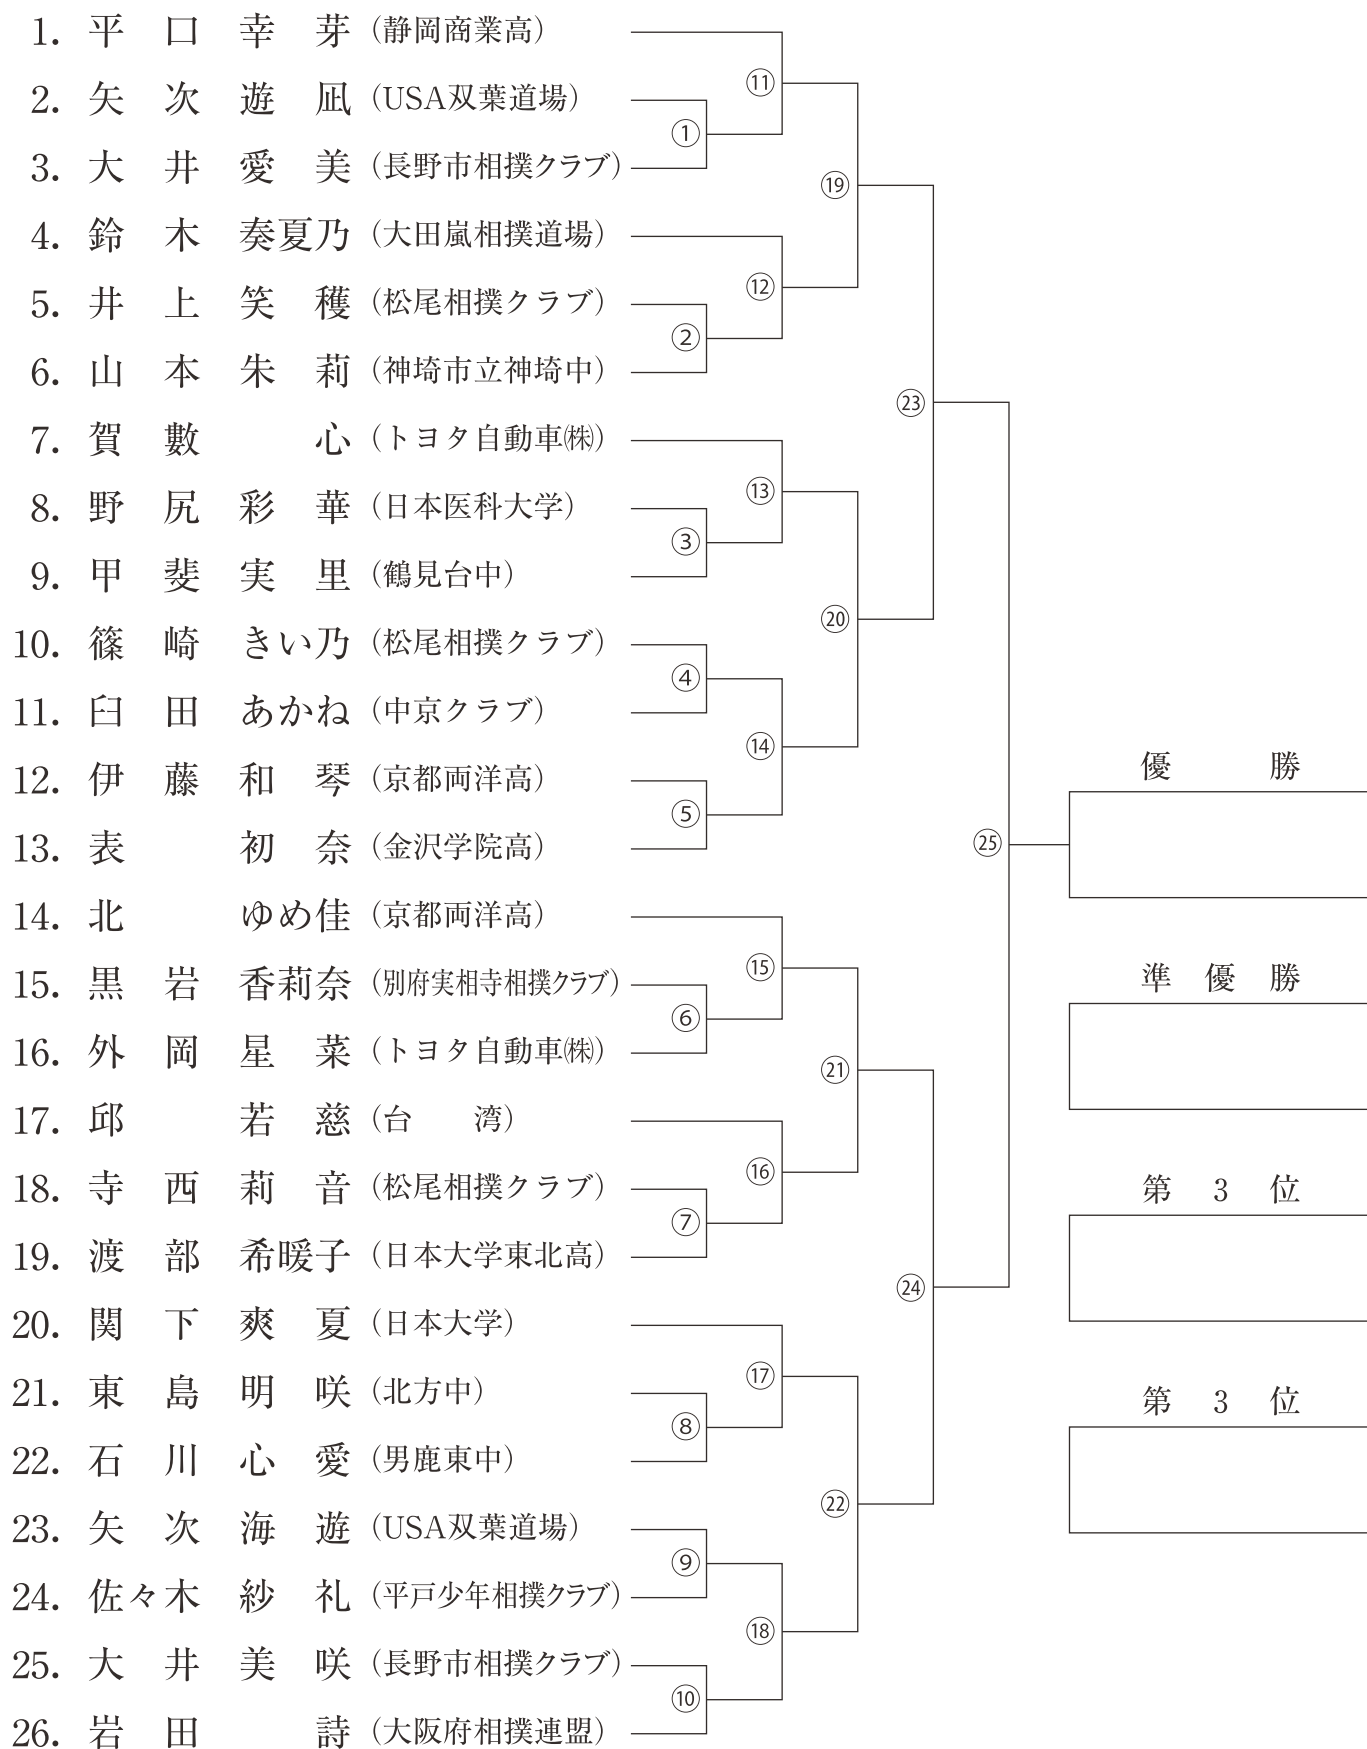 1. 平口幸芽（静岡商業高）
2. 矢次遊凪（USA双葉道場）
3. 大井愛美（長野市相撲クラブ）
4. 鈴木奏夏乃（大田嵐相撲道場）
5. 井上笑穫（松尾相撲クラブ）
6. 山本朱莉（神埼市立神埼中）
7. 賀數心（トヨタ自動車㈱）
8. 野尻彩華（日本医科大学）
9. 甲斐実里（鶴見台中）
10. 篠崎きい乃（松尾相撲クラブ）
11. 臼田あかね（中京クラブ）
12. 伊藤和琴（京都両洋高）
13. 表初奈（金沢学院高）
14. 北ゆめ佳（京都両洋高）
15. 黒岩香莉奈（別府実相寺相撲クラブ）
16. 外岡星菜（トヨタ自動車㈱）
17. 邱若慈（台湾）
18. 寺西莉音（松尾相撲クラブ）
19. 渡部希暖子（日本大学東北高）
20. 関下爽夏（日本大学）
21. 東島明咲（北方中）
22. 石川心愛（男鹿東中）
23. 矢次海遊（USA双葉道場）
24. 佐々木紗礼（平戸少年相撲クラブ）
25. 大井美咲（長野市相撲クラブ）
26. 岩田詩（大阪府相撲連盟）
①
②
③
④
⑤
⑥
⑦
⑧
⑨
⑩
⑪
⑫
⑬
⑭
⑮
⑯
⑰
⑱
⑲
⑳
㉑
㉒
㉓
㉔
㉕
優勝
準優勝
第3位
第3位